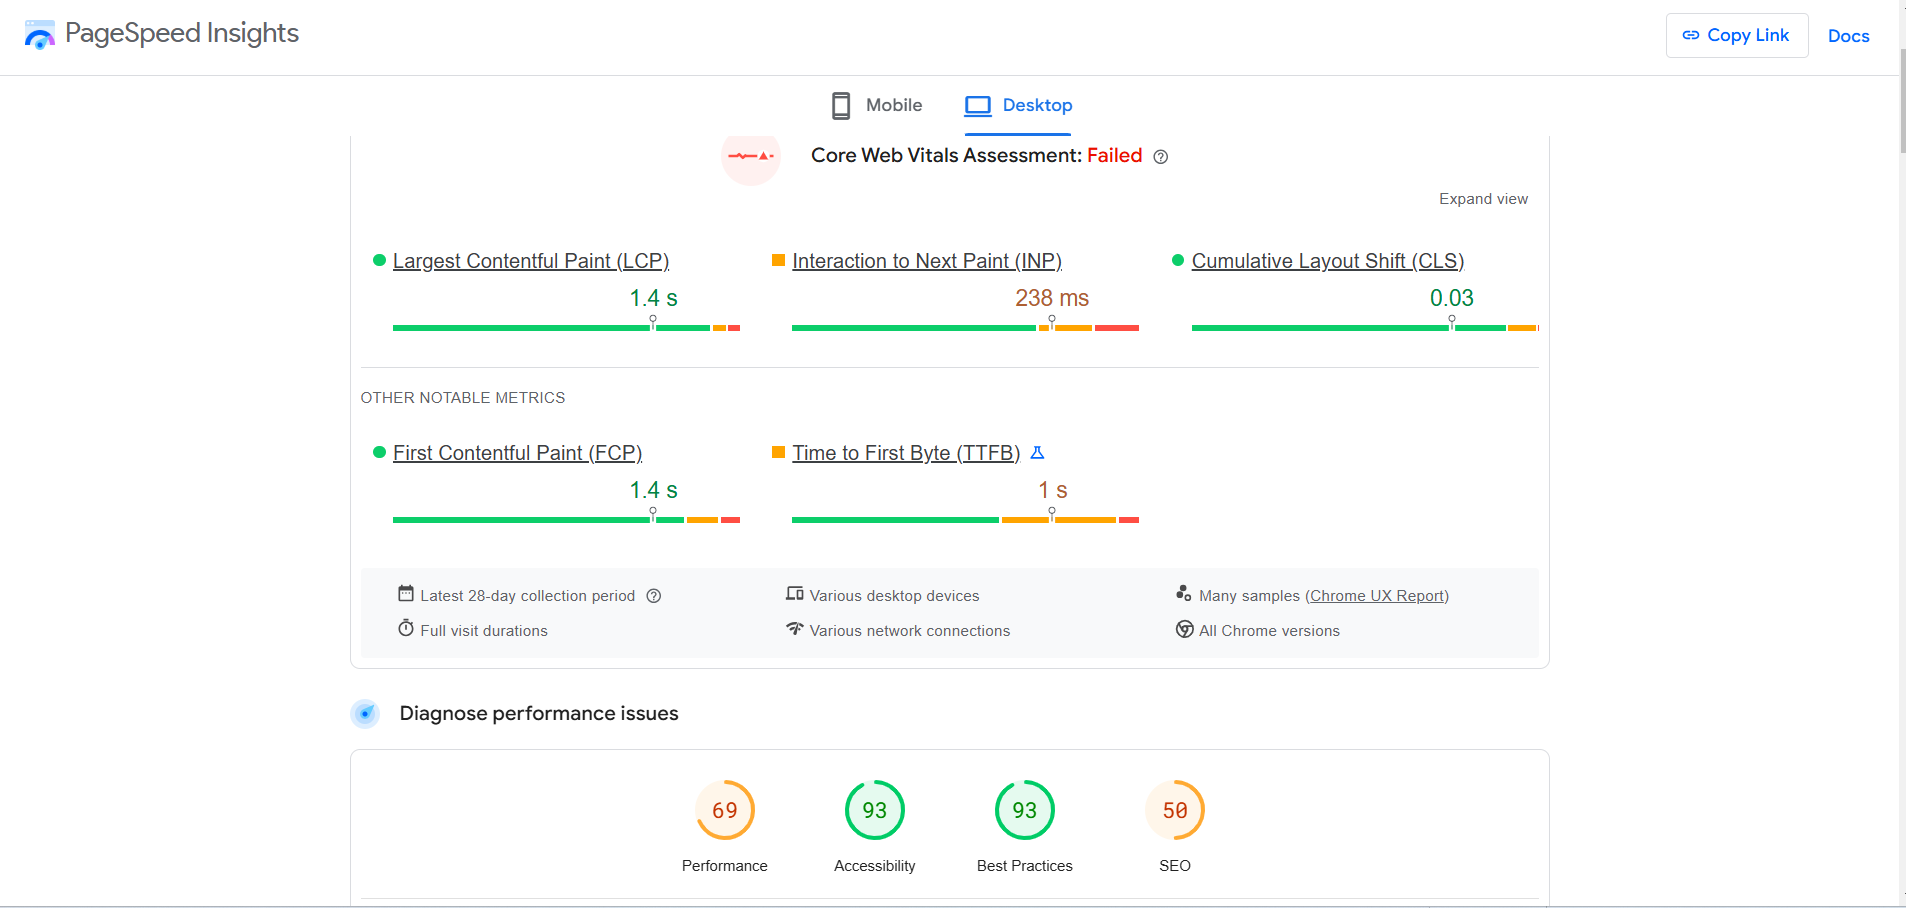 PageSpeed Insights
Copy Link
Docs
Mobile
Desktop
Core Web Vitals Assessment: Failed
Expand view
Largest Contentful Paint (LCP)
1.4 s
Interaction to Next Paint (INP)
238 ms
Cumulative Layout Shift (CLS)
0.03
OTHER NOTABLE METRICS
First Contentful Paint (FCP)
1.4 s
Time to First Byte (TTFB)
1 s
Latest 28-day collection period
Various desktop devices
Many samples (Chrome UX Report)
Full visit durations
Various network connections
All Chrome versions
Diagnose performance issues
69
Performance
93
Accessibility
93
Best Practices
50
SEO